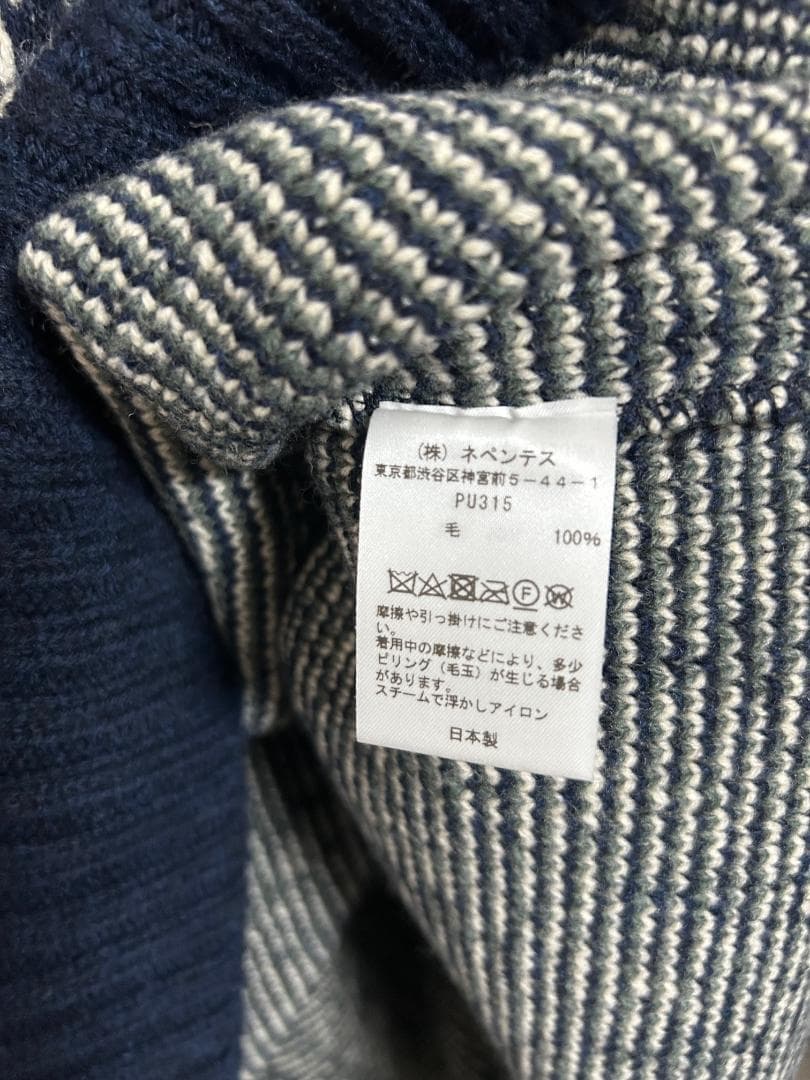 (株) ネペンテス
東京都渋谷区神宮前5-44-1
PU315
毛 100%
Ⓕ Ⓦ
摩擦や引っ掛けにご注意くださ
い。
着用中の摩擦などにより、多少
ピリング(毛玉)が生じる場合
があります。
スチームで浮かしアイロン
日本製